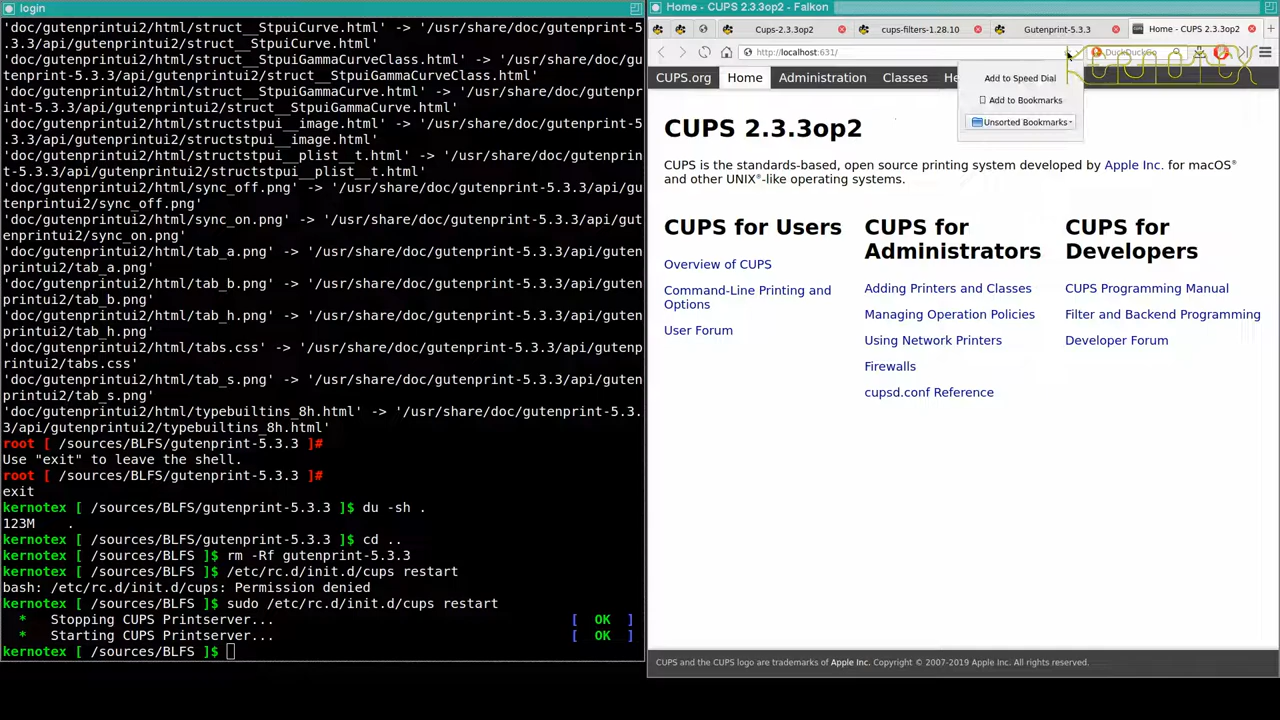 login
'doc/gutenprintui2/html/struct__StpuiCurve.html' -> '/usr/share/doc/gutenprint-5
.3.3/api/gutenprintui2/struct__StpuiCurve.html'
'doc/gutenprintui2/html/struct__StpuiGammaCurveClass.html' -> '/usr/share/doc/gu
tenprint-5.3.3/api/gutenprintui2/struct__StpuiGammaCurveClass.html'
'doc/gutenprintui2/html/struct__StpuiGammaCurve.html' -> '/usr/share/doc/gutenpr
int-5.3.3/api/gutenprintui2/struct__StpuiGammaCurve.html'
'doc/gutenprintui2/html/structstpui__image.html' -> '/usr/share/doc/gutenprint-5
.3.3/api/gutenprintui2/structstpui__image.html'
'doc/gutenprintui2/html/structstpui__plist__t.html' -> '/usr/share/doc/gutenprin
t-5.3.3/api/gutenprintui2/structstpui__plist__t.html'
'doc/gutenprintui2/html/sync_off.png' -> '/usr/share/doc/gutenprint-5.3.3/api/gu
tenprintui2/sync_off.png'
'doc/gutenprintui2/html/sync_on.png' -> '/usr/share/doc/gutenprint-5.3.3/api/gut
enprintui2/sync_on.png'
'doc/gutenprintui2/html/tab_a.png' -> '/usr/share/doc/gutenprint-5.3.3/api/guten
printui2/tab_a.png'
'doc/gutenprintui2/html/tab_b.png' -> '/usr/share/doc/gutenprint-5.3.3/api/guten
printui2/tab_b.png'
'doc/gutenprintui2/html/tab_h.png' -> '/usr/share/doc/gutenprint-5.3.3/api/guten
printui2/tab_h.png'
'doc/gutenprintui2/html/tabs.css' -> '/usr/share/doc/gutenprint-5.3.3/api/gutenp
rintui2/tabs.css'
'doc/gutenprintui2/html/tab_s.png' -> '/usr/share/doc/gutenprint-5.3.3/api/guten
printui2/tab_s.png'
'doc/gutenprintui2/html/typebuiltins_8h.html' -> '/usr/share/doc/gutenprint-5.3.
3/api/gutenprintui2/typebuiltins_8h.html'
root [ /sources/BLFS/gutenprint-5.3.3 ]#
Use "exit" to leave the shell.
root [ /sources/BLFS/gutenprint-5.3.3 ]#
exit
kernotex [ /sources/BLFS/gutenprint-5.3.3 ]$ du -sh .
123M    .
kernotex [ /sources/BLFS/gutenprint-5.3.3 ]$ cd ..
kernotex [ /sources/BLFS ]$ rm -Rf gutenprint-5.3.3
kernotex [ /sources/BLFS ]$ /etc/rc.d/init.d/cups restart
bash: /etc/rc.d/init.d/cups: Permission denied
kernotex [ /sources/BLFS ]$ sudo /etc/rc.d/init.d/cups restart
*   Stopping CUPS Printserver... [  OK  ]
*   Starting CUPS Printserver... [  OK  ]
kernotex [ /sources/BLFS ]$
Home - CUPS 2.3.3op2 - Falkon
Cups-2.3.3op2
cups-filters-1.28.10
Gutenprint-5.3.3
Home - CUPS 2.3.3op2
http://localhost:631/
DuckDuckGo
KERNOTEX
CUPS.org Home Administration Classes He
Add to Speed Dial
Add to Bookmarks
Unsorted Bookmarks
CUPS 2.3.3op2
CUPS is the standards-based, open source printing system developed by Apple Inc. for macOS®
and other UNIX®-like operating systems.
CUPS for Users
Overview of CUPS
Command-Line Printing and
Options
User Forum
CUPS for
Administrators
Adding Printers and Classes
Managing Operation Policies
Using Network Printers
Firewalls
cupsd.conf Reference
CUPS for
Developers
CUPS Programming Manual
Filter and Backend Programming
Developer Forum
CUPS and the CUPS logo are trademarks of Apple Inc. Copyright © 2007-2019 Apple Inc. All rights reserved.